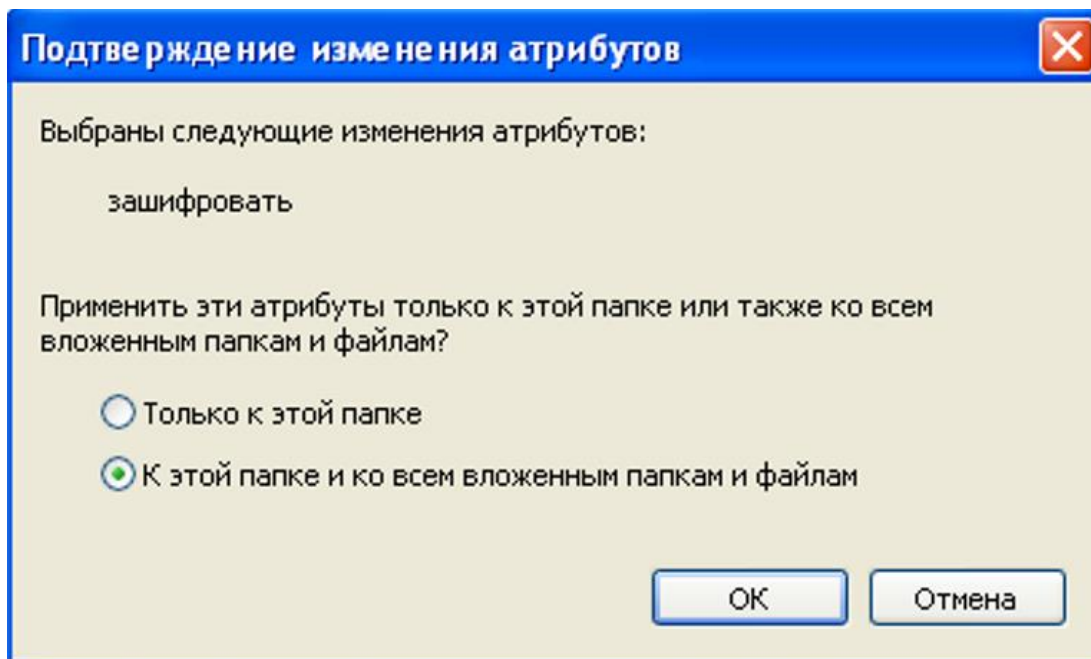 Подтверждение изменения атрибутов
Выбраны следующие изменения атрибутов:
зашифровать
Применить эти атрибуты только к этой папке или также ко всем
вложенным папкам и файлам?
Только к этой папке
К этой папке и ко всем вложенным папкам и файлам
ОК
Отмена